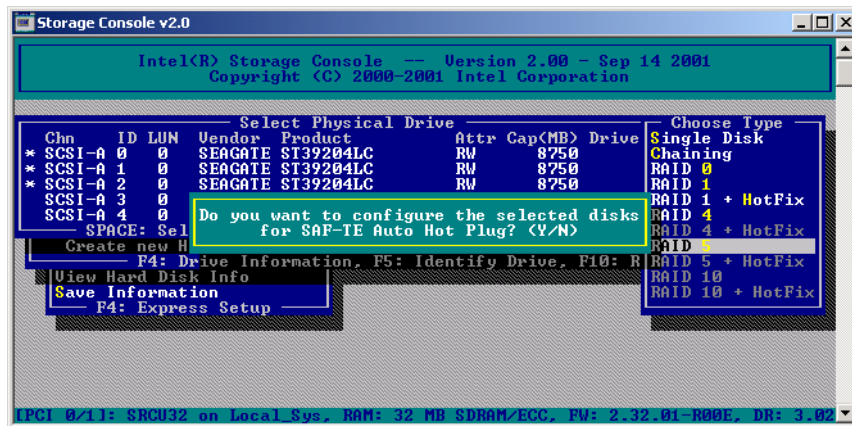 Storage Console v2.0
Intel(R) Storage Console -- Version 2.00 - Sep 14 2001
Copyright (C) 2000-2001 Intel Corporation
Select Physical Drive
Chn ID LUN Vendor Product Attr Cap(MB) Drive
* SCSI-A 0 0 SEAGATE ST39204LC RW 8750
* SCSI-A 1 0 SEAGATE ST39204LC RW 8750
* SCSI-A 2 0 SEAGATE ST39204LC RW 8750
SCSI-A 3 0
SCSI-A 4 0
SPACE: Sel
Do you want to configure the selected disks
for SAF-TE Auto Hot Plug? (Y/N)
Choose Type
Single Disk
Chaining
RAID 0
RAID 1
RAID 1 + HotFix
RAID 4
RAID 4 + HotFix
RAID 5
RAID 5 + HotFix
RAID 10
RAID 10 + HotFix
Create new H
F4: Drive Information, F5: Identify Drive, F10: R
View Hard Disk Info
Save Information
F4: Express Setup
[PCI 0/1]: SRCU32 on Local_Sys, RAM: 32 MB SDRAM/ECC, FW: 2.32.01-R00E, DR: 3.02